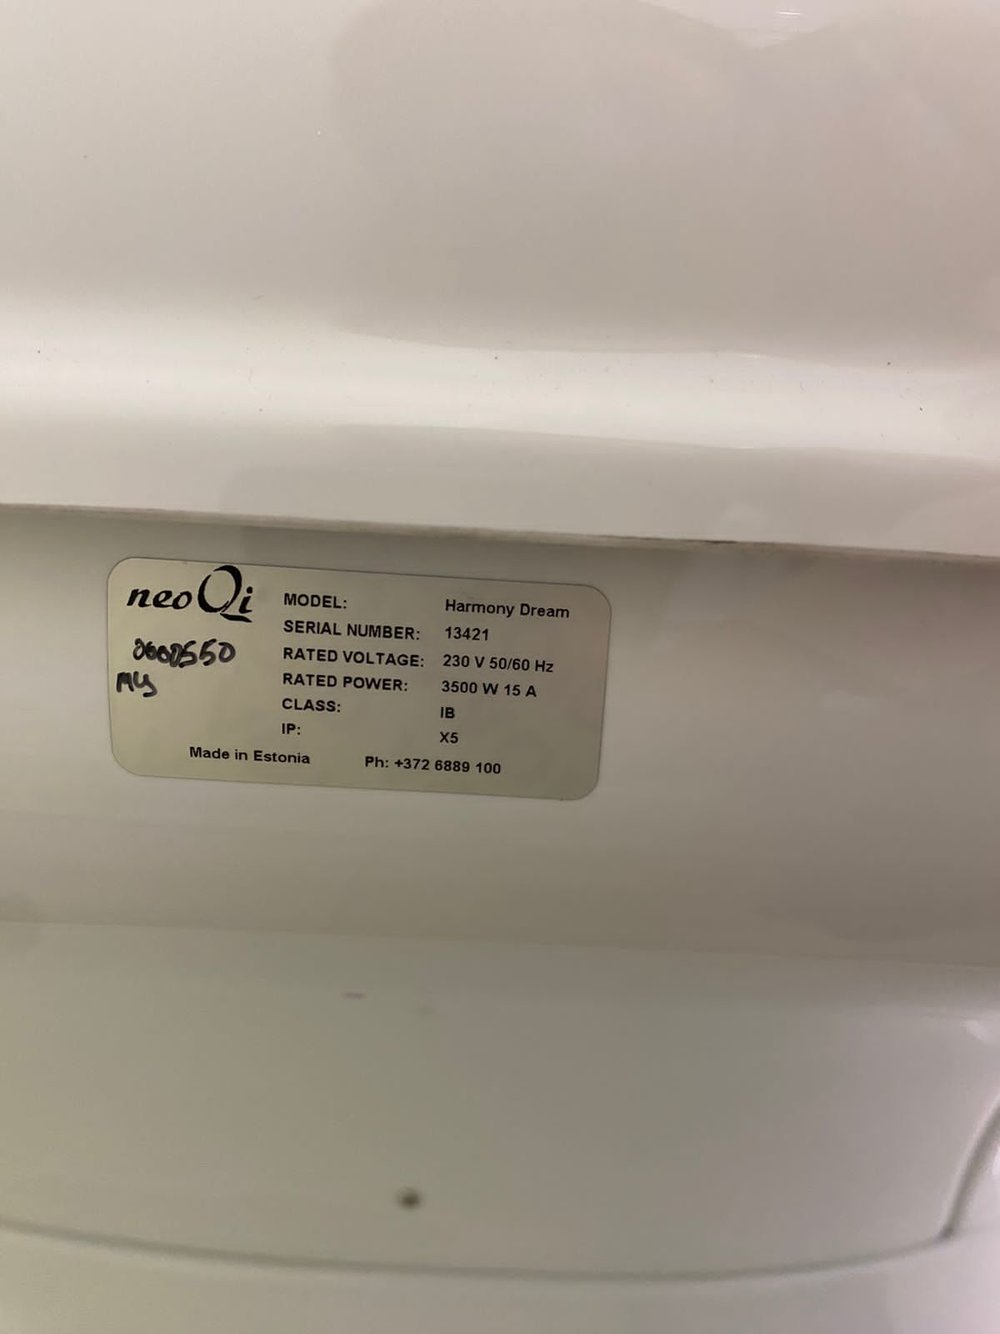 neoQi
MODEL: Harmony Dream
SERIAL NUMBER: 13421
RATED VOLTAGE: 230 V 50/60 Hz
RATED POWER: 3500 W 15 A
CLASS: IB
IP: X5
Made in Estonia Ph: +372 6889 100